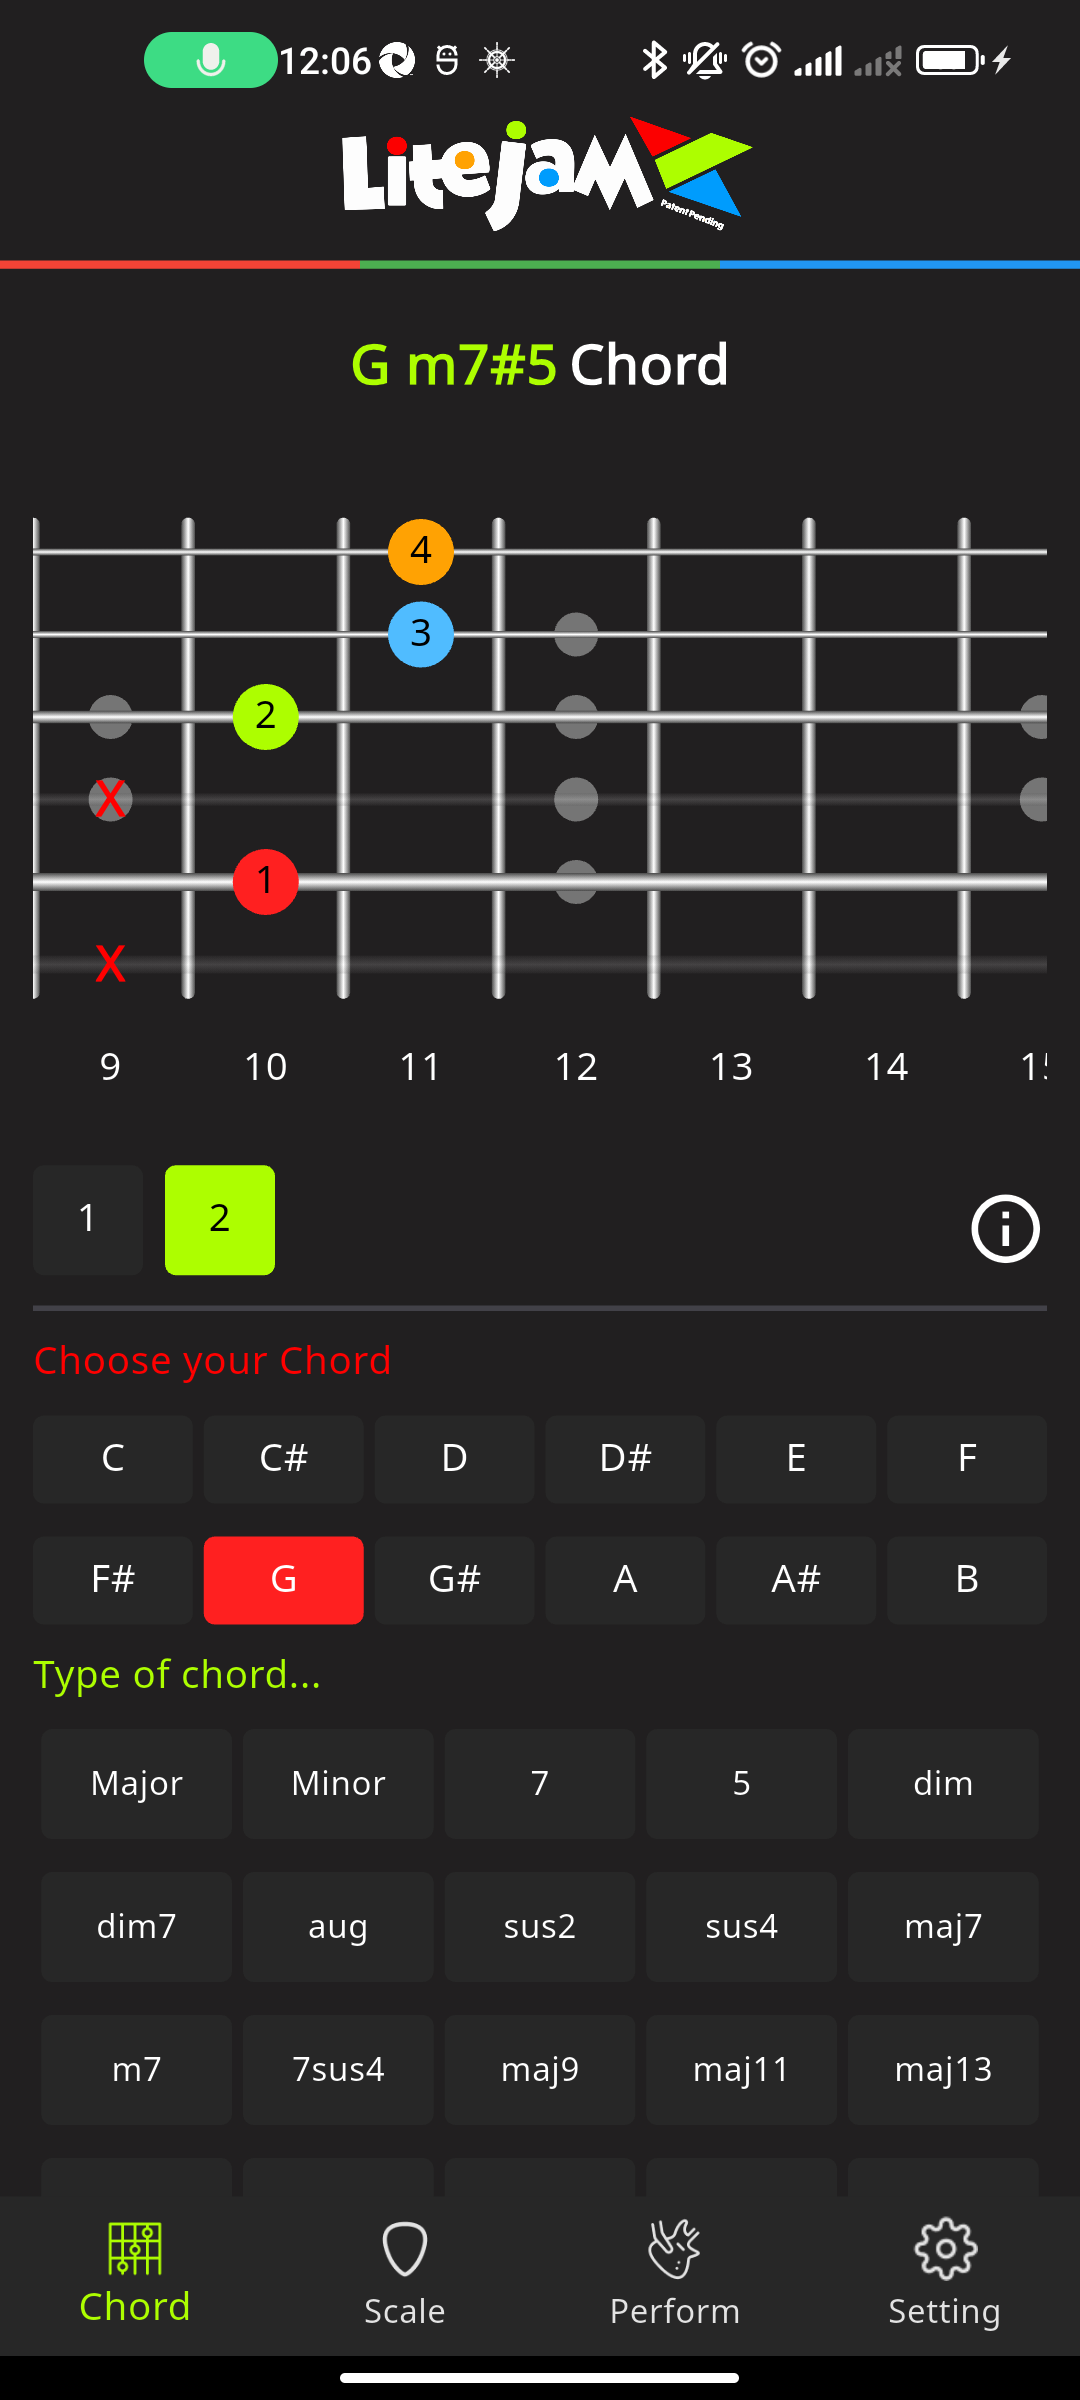 12:06
Litejam
Patent Pending
G m7#5 Chord
4
3
2
X
1
X
9 10 11 12 13 14
1 2
Choose your Chord
C C# D D# E F
F# G G# A A# B
Type of chord...
Major Minor 7 5 dim
dim7 aug sus2 sus4 maj7
m7 7sus4 maj9 maj11 maj13
Chord Scale Perform Setting